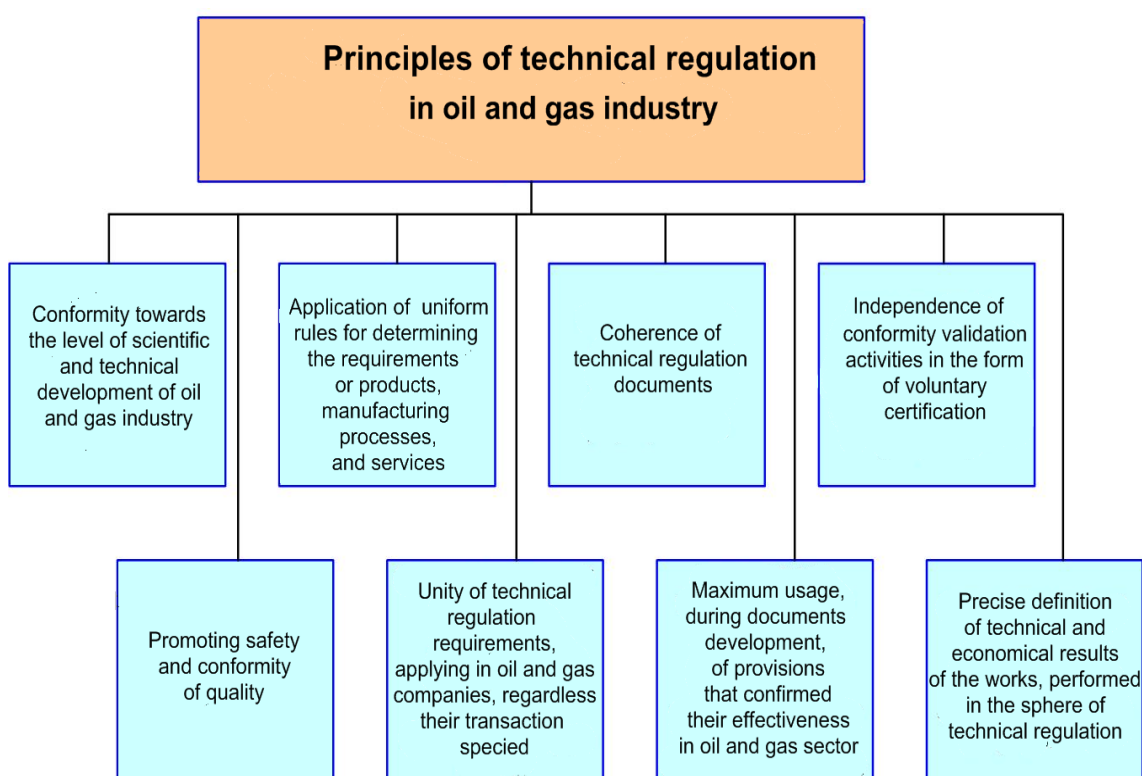 Principles of technical regulation
in oil and gas industry
Conformity towards
the level of scientific
and technical
development of oil
and gas industry
Application of uniform
rules for determining
the requirements
or products,
manufacturing
processes,
and services
Coherence of
technical regulation
documents
Independence of
conformity validation
activities in the form
of voluntary
certification
Promoting safety
and conformity
of quality
Unity of technical
regulation
requirements,
applying in oil and gas
companies, regardless
their transaction
specied
Maximum usage,
during documents
development,
of provisions
that confirmed
their effectiveness
in oil and gas sector
Precise definition
of technical and
economical results
of the works, performed
in the sphere of
technical regulation